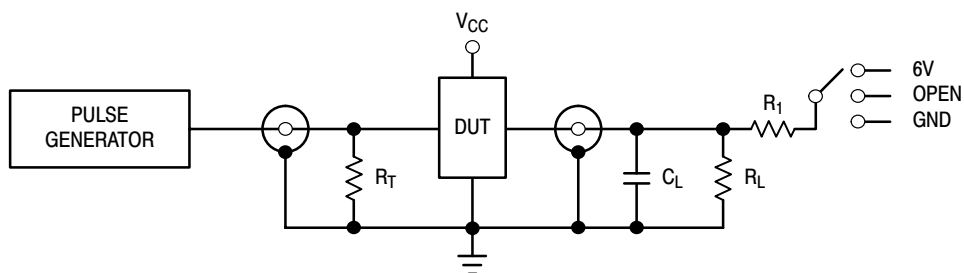 VCC
PULSE
GENERATOR
DUT
RT
CL
RL
R1
6V
OPEN
GND